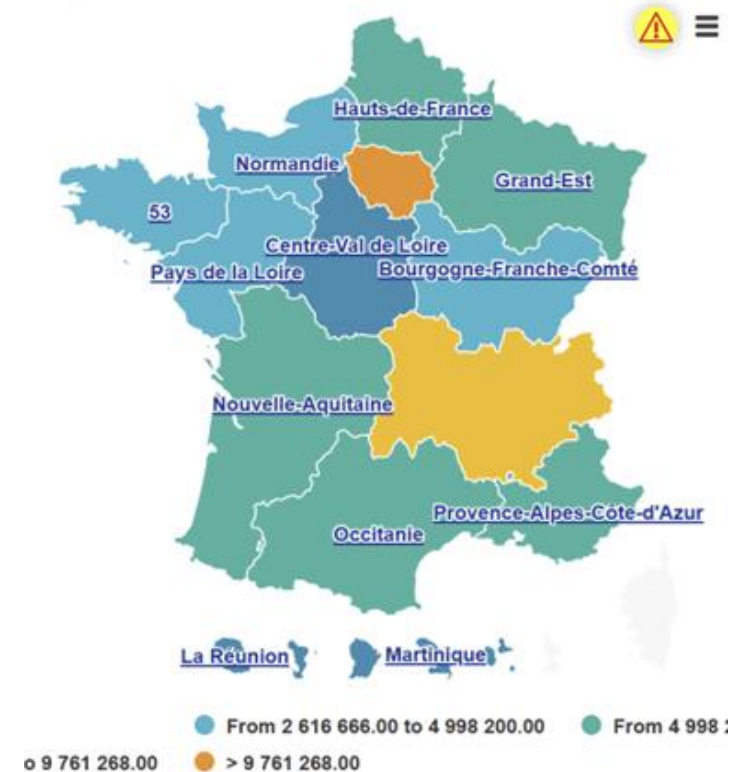 Hauts-de-France
Normandie
Grand-Est
53
Centre-Val de Loire
Pays de la Loire
Bourgogne-Franche-Comté
Nouvelle-Aquitaine
Provence-Alpes-Côte-d'Azur
Occitanie
La Réunion
Martinique
From 2 616 666.00 to 4 998 200.00
From 4 998
o 9 761 268.00
> 9 761 268.00